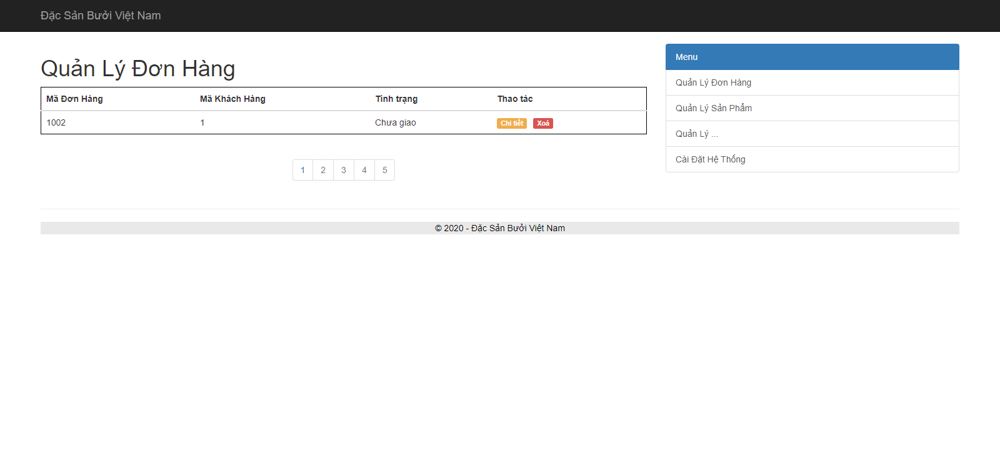 Đặc Sản Bưởi Việt Nam
Quản Lý Đơn Hàng
Mã Đơn Hàng Mã Khách Hàng Tình trạng Thao tác
1002 1 Chưa giao Chi tiết Xoá
1 2 3 4 5
Menu
Quản Lý Đơn Hàng
Quản Lý Sản Phẩm
Quản Lý ...
Cài Đặt Hệ Thống
© 2020 - Đặc Sản Bưởi Việt Nam